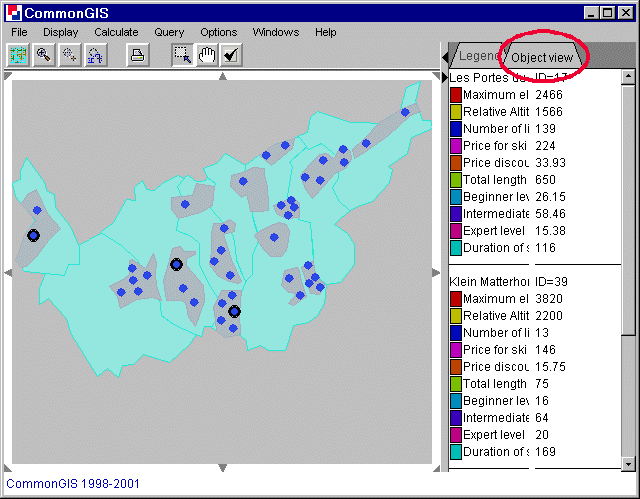 CommonGIS
File Display Calculate Query Options Windows Help
Legend Object view
Les Portes du ID=17
Maximum el 2466
Relative Altit 1566
Number of li 139
Price for ski 224
Price discou 33.93
Total length 650
Beginner lev 26.15
Intermediate 58.46
Expert level 15.38
Duration of s 116
Klein Matterhor ID=39
Maximum el 3820
Relative Altit 2200
Number of li 13
Price for ski 146
Price discou 15.75
Total length 75
Beginner lev 16
Intermediate 64
Expert level 20
Duration of s 169
CommonGIS 1998-2001